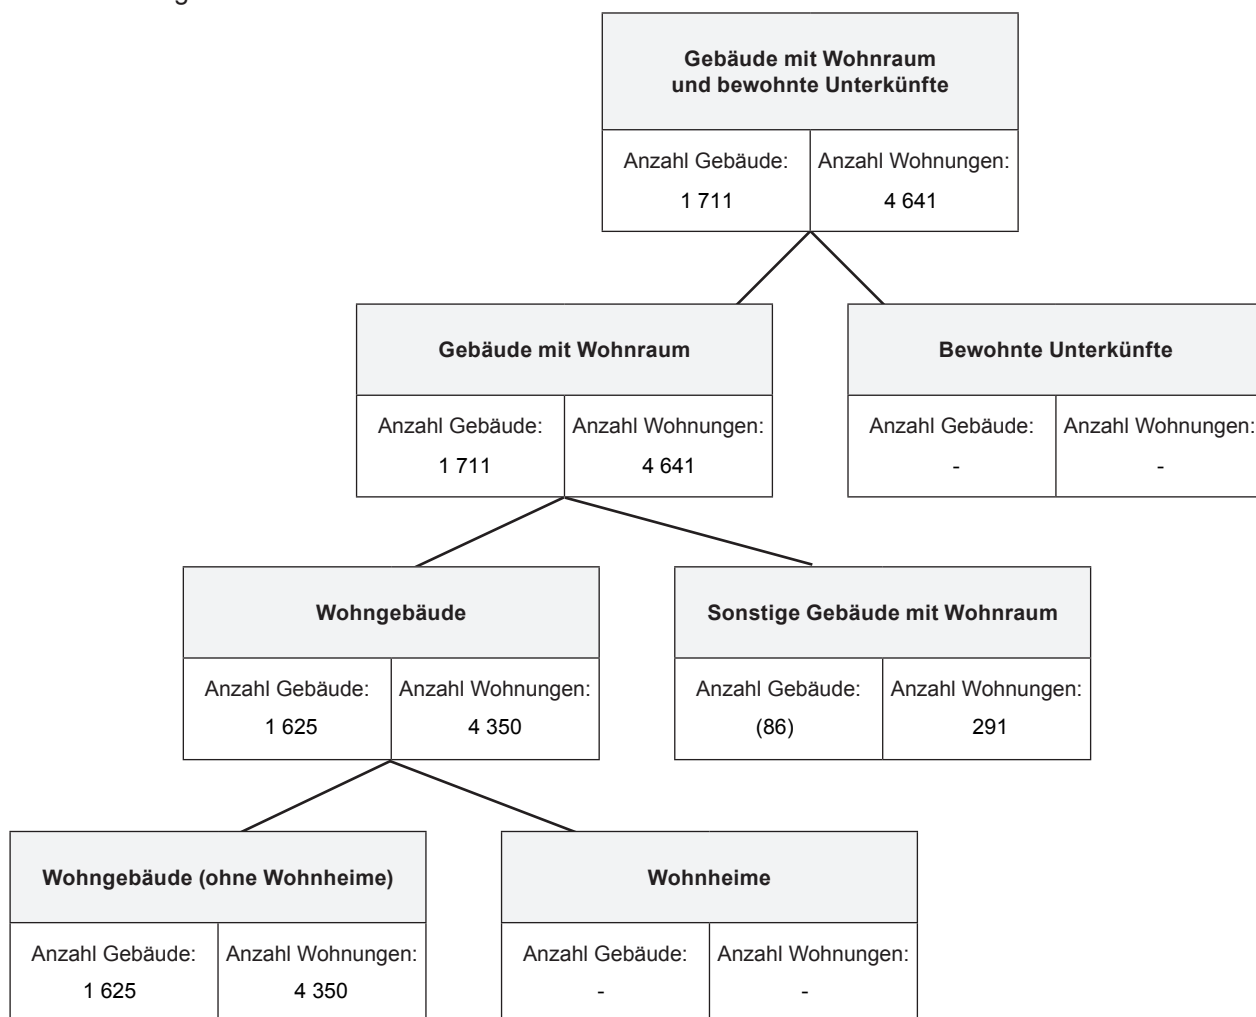 Gebäude mit Wohnraum
und bewohnte Unterkünfte
Anzahl Gebäude: Anzahl Wohnungen:
1 711 4 641
Gebäude mit Wohnraum Bewohnte Unterkünfte
Anzahl Gebäude: Anzahl Wohnungen: Anzahl Gebäude: Anzahl Wohnungen:
1 711 4 641 - -
Wohngebäude Sonstige Gebäude mit Wohnraum
Anzahl Gebäude: Anzahl Wohnungen: Anzahl Gebäude: Anzahl Wohnungen:
1 625 4 350 (86) 291
Wohngebäude (ohne Wohnheime) Wohnheime
Anzahl Gebäude: Anzahl Wohnungen: Anzahl Gebäude: Anzahl Wohnungen:
1 625 4 350 - -